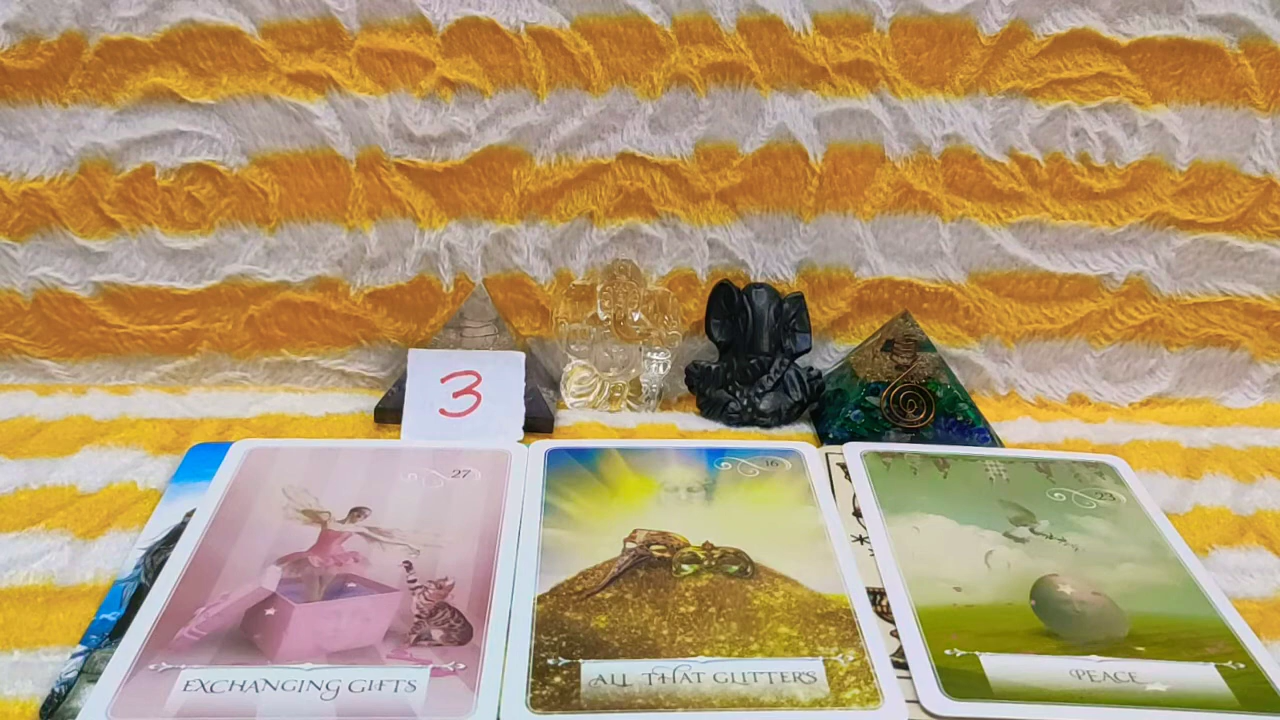 3
27
EXCHANGING GIFTS
16
ALL THAT GLITTERS
23
PEACE